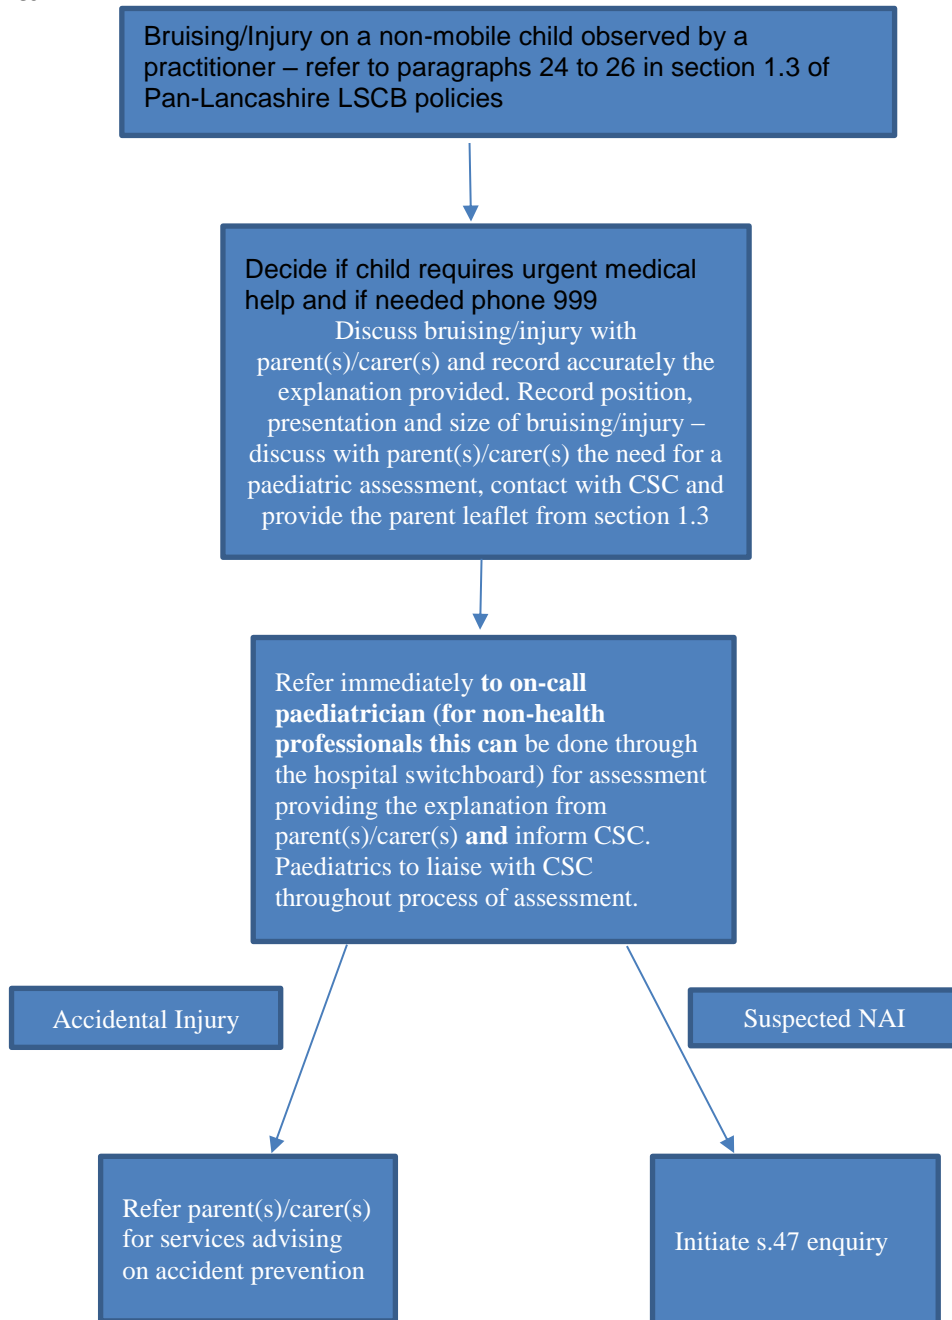 Bruising/Injury on a non-mobile child observed by a
practitioner – refer to paragraphs 24 to 26 in section 1.3 of
Pan-Lancashire LSCB policies
Decide if child requires urgent medical
help and if needed phone 999
Discuss bruising/injury with
parent(s)/carer(s) and record accurately the
explanation provided. Record position,
presentation and size of bruising/injury –
discuss with parent(s)/carer(s) the need for a
paediatric assessment, contact with CSC and
provide the parent leaflet from section 1.3
Refer immediately to on-call
paediatrician (for non-health
professionals this can be done through
the hospital switchboard) for assessment
providing the explanation from
parent(s)/carer(s) and inform CSC.
Paediatrics to liaise with CSC
throughout process of assessment.
Accidental Injury
Suspected NAI
Refer parent(s)/carer(s)
for services advising
on accident prevention
Initiate s.47 enquiry